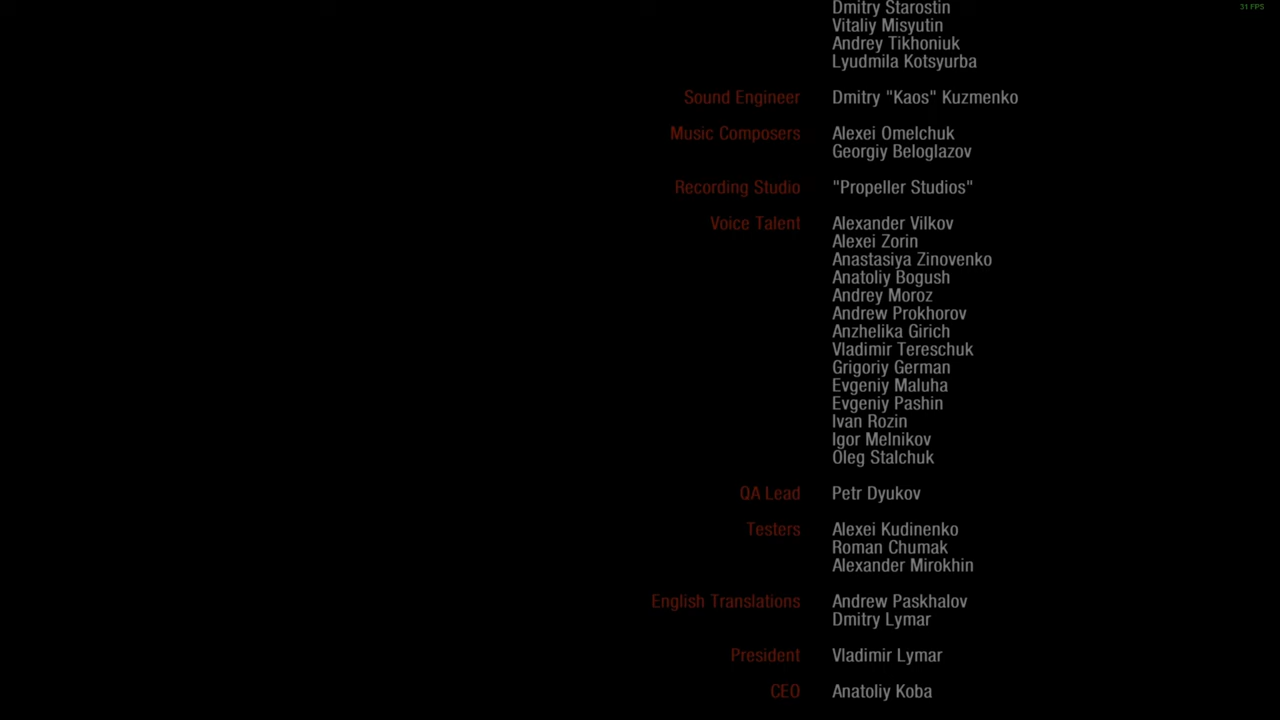 31 FPS
Dmitry Starostin
Vitaliy Misyutin
Andrey Tikhoniuk
Lyudmila Kotsyurba
Sound Engineer Dmitry "Kaos" Kuzmenko
Music Composers Alexei Omelchuk
Georgiy Beloglazov
Recording Studio "Propeller Studios"
Voice Talent Alexander Vilkov
Alexei Zorin
Anastasiya Zinovenko
Anatoliy Bogush
Andrey Moroz
Andrew Prokhorov
Anzhelika Girich
Vladimir Tereschuk
Grigoriy German
Evgeniy Maluha
Evgeniy Pashin
Ivan Rozin
Igor Melnikov
Oleg Stalchuk
QA Lead Petr Dyukov
Testers Alexei Kudinenko
Roman Chumak
Alexander Mirokhin
English Translations Andrew Paskhalov
Dmitry Lymar
President Vladimir Lymar
CEO Anatoliy Koba